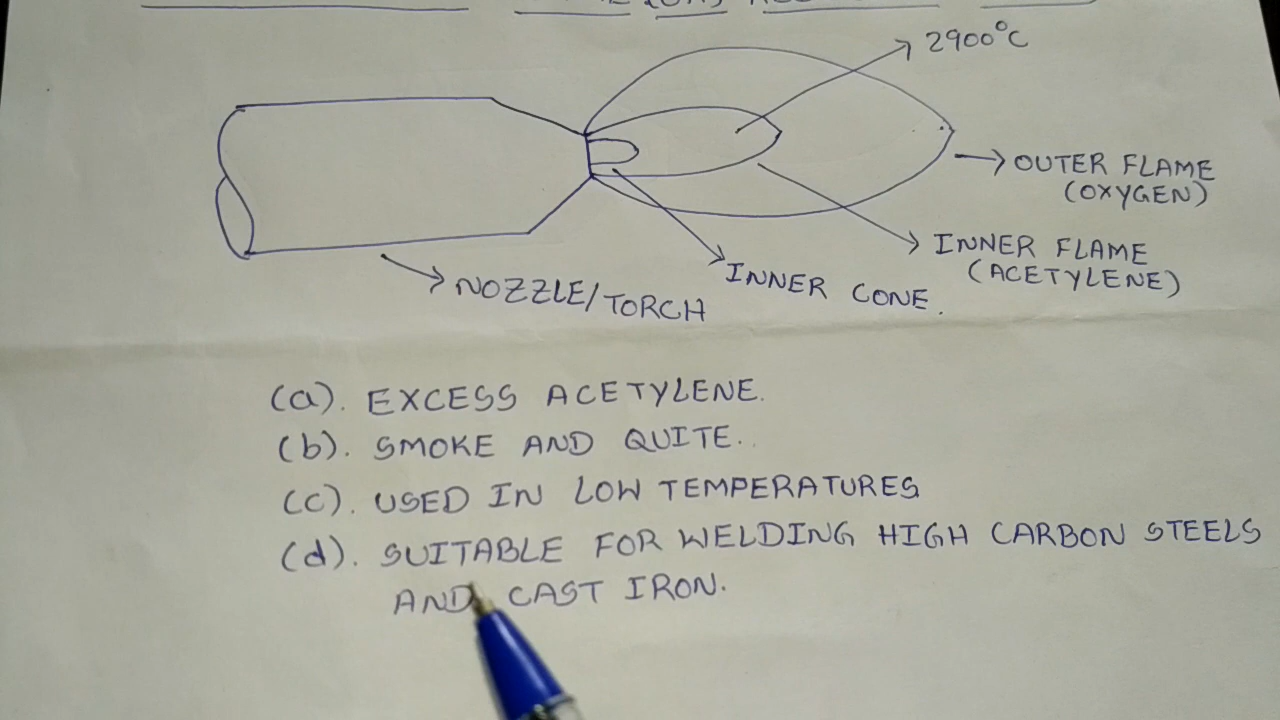 2900°C
OUTER FLAME
(OXYGEN)
INNER FLAME
(ACETYLENE)
INNER CONE.
NOZZLE/TORCH
(a). EXCESS ACETYLENE.
(b). SMOKE AND QUITE..
(c). USED IN LOW TEMPERATURES
(d). SUITABLE FOR WELDING HIGH CARBON STEELS
AND CAST IRON.